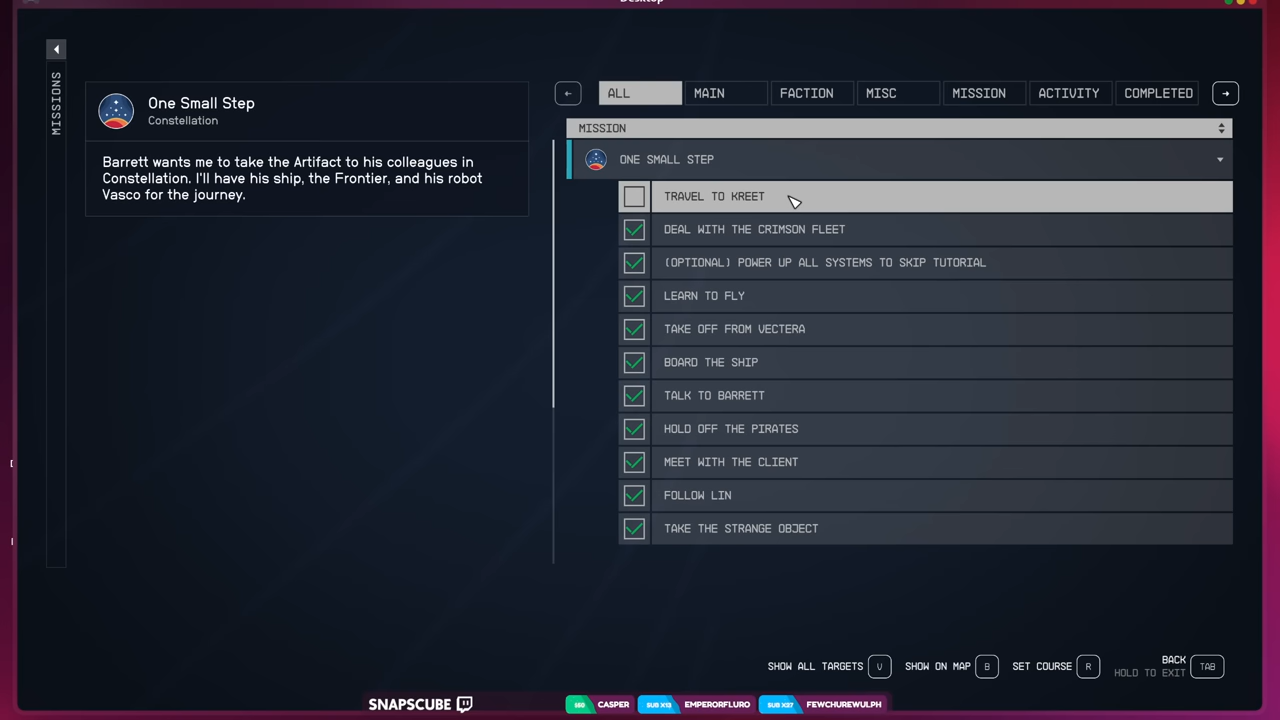 Desktop
MISSIONS
One Small Step
Constellation
Barrett wants me to take the Artifact to his colleagues in
Constellation. I'll have his ship, the Frontier, and his robot
Vasco for the journey.
ALL
MAIN
FACTION
MISC
MISSION
ACTIVITY
COMPLETED
MISSION
ONE SMALL STEP
TRAVEL TO KREET
DEAL WITH THE CRIMSON FLEET
(OPTIONAL) POWER UP ALL SYSTEMS TO SKIP TUTORIAL
LEARN TO FLY
TAKE OFF FROM VECTERA
BOARD THE SHIP
TALK TO BARRETT
HOLD OFF THE PIRATES
MEET WITH THE CLIENT
FOLLOW LIN
TAKE THE STRANGE OBJECT
SHOW ALL TARGETS V
SHOW ON MAP B
SET COURSE R
BACK
HOLD TO EXIT
TAB
SNAPSCUBE
CASPER
SUB X13 EMPERORFLURO
SUB X27 FEWCHUREWULPH